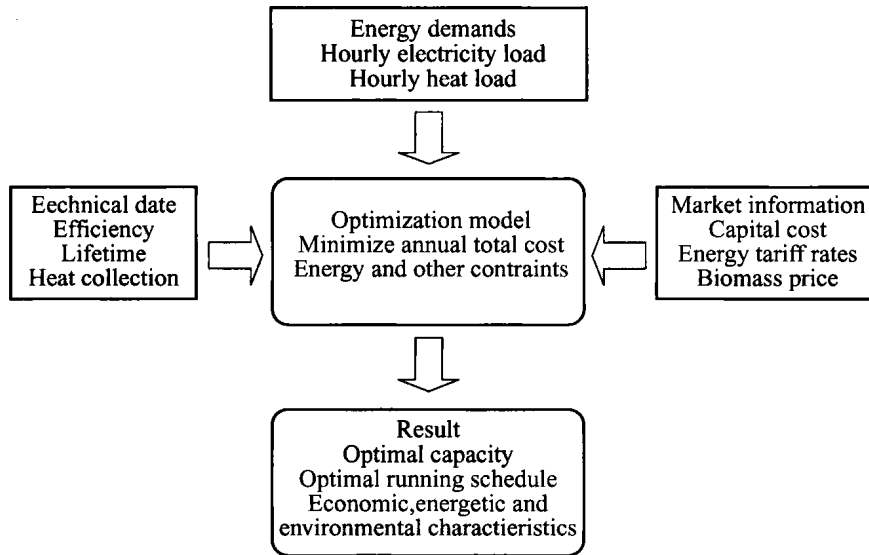 Energy demands
Hourly electricity load
Hourly heat load
Eechnical date
Efficiency
Lifetime
Heat collection
Optimization model
Minimize annual total cost
Energy and other contraints
Market information
Capital cost
Energy tariff rates
Biomass price
Result
Optimal capacity
Optimal running schedule
Economic,energetic and
environmental charactieristics